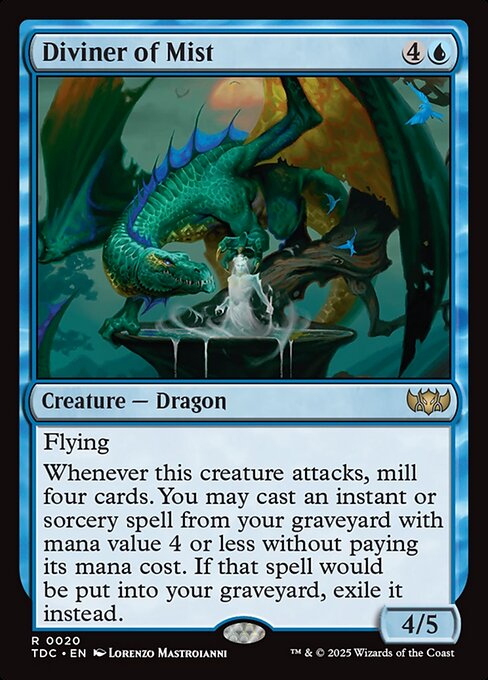 Diviner of Mist 4
Creature — Dragon
Flying
Whenever this creature attacks, mill
four cards. You may cast an instant or
sorcery spell from your graveyard with
mana value 4 or less without paying
its mana cost. If that spell would
be put into your graveyard, exile it
instead.
4/5
R 0020
TDC • EN Lorenzo Mastroianni
™ & © 2025 Wizards of the Coast